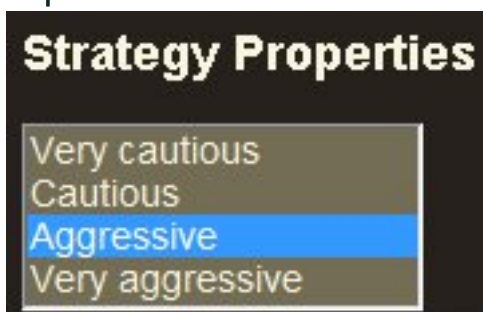 Strategy Properties
Very cautious
Cautious
Aggressive
Very aggressive